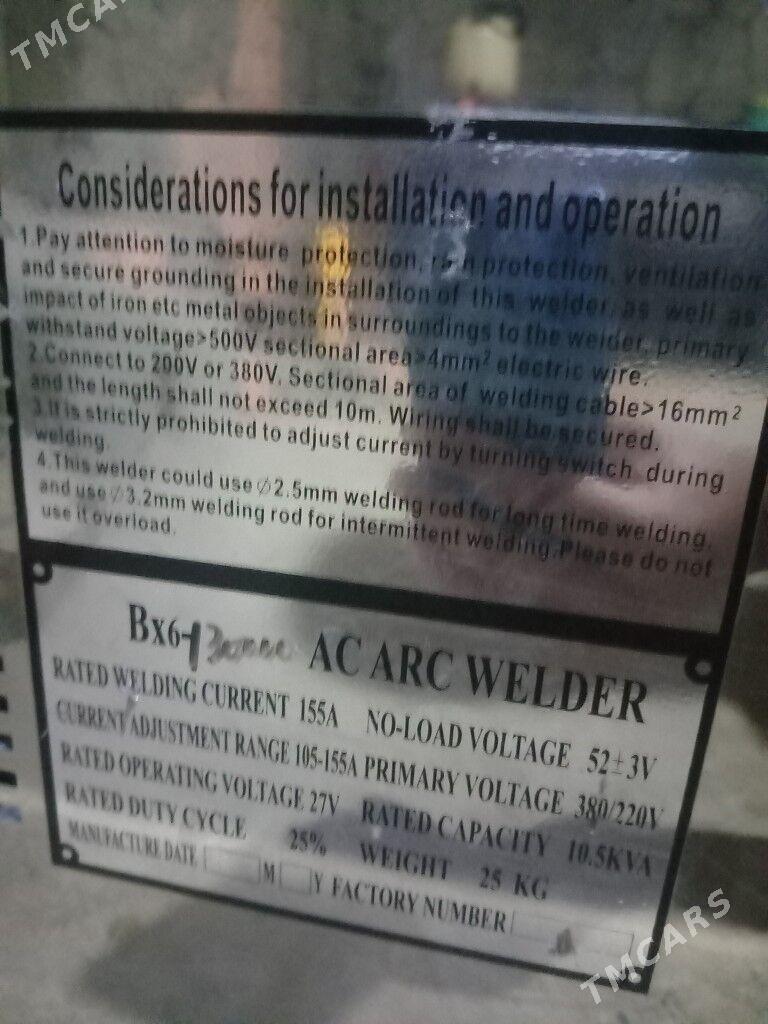 TMCARS
Considerations for installation and operation
1.Pay attention to moisture protection, rain protection, ventilation
and secure grounding in the installation of this welder, as well as
impact of iron etc metal objects in surroundings to the welder, primary
withstand voltage>500V sectional area>4mm² electric wire.
2.Connect to 200V or 380V. Sectional area of welding cable>16mm²
and the length shall not exceed 10m. Wiring shall be secured.
3.It is strictly prohibited to adjust current by turning switch during
welding.
4.This welder could use ∅2.5mm welding rod for long time welding,
and use ∅3.2mm welding rod for intermittent welding.Please do not
use it overload.
Bx6- AC ARC WELDER
RATED WELDING CURRENT 155A NO-LOAD VOLTAGE 52±3V
CURRENT ADJUSTMENT RANGE 105-155A PRIMARY VOLTAGE 380/220V
RATED OPERATING VOLTAGE 27V RATED CAPACITY 10.5KVA
RATED DUTY CYCLE 25% WEIGHT 25 KG
MANUFACTURE DATE M Y FACTORY NUMBER
TMCARS